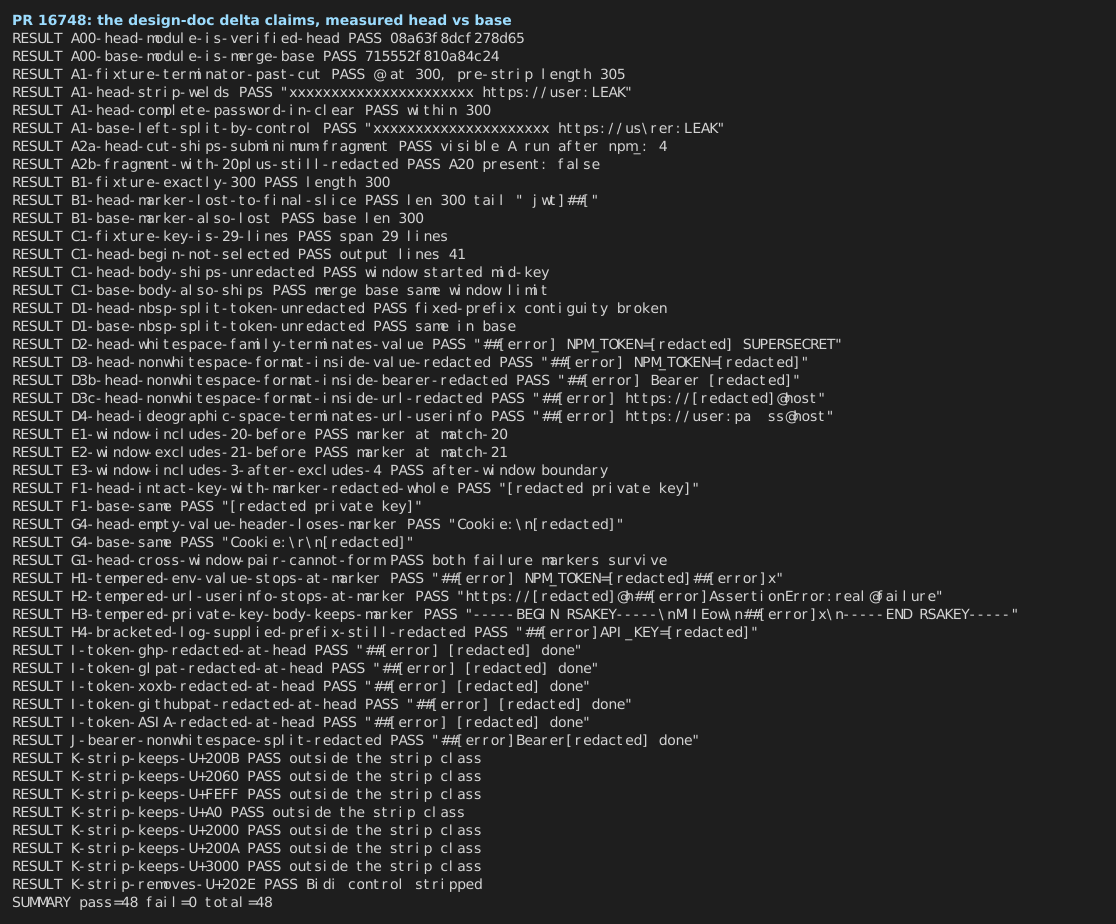 PR 16748: the design-doc delta claims, measured head vs base
RESULT A00-head-module-is-verified-head PASS 08a63f8dcf278d65
RESULT A00-base-module-is-merge-base PASS 715552f810a84c24
RESULT A1-fixture-terminator-past-cut PASS @ at 300, pre-strip length 305
RESULT A1-head-strip-welds PASS "xxxxxxxxxxxxxxxxxxxxxx https://user:LEAK"
RESULT A1-head-complete-password-in-clear PASS within 300
RESULT A1-base-left-split-by-control PASS "xxxxxxxxxxxxxxxxxxxxx https://us\rer:LEAK"
RESULT A2a-head-cut-ships-subminimum-fragment PASS visible A run after npm_: 4
RESULT A2b-fragment-with-20plus-still-redacted PASS A20 present: false
RESULT B1-fixture-exactly-300 PASS length 300
RESULT B1-head-marker-lost-to-final-slice PASS len 300 tail " jwt]##["
RESULT B1-base-marker-also-lost PASS base len 300
RESULT C1-fixture-key-is-29-lines PASS span 29 lines
RESULT C1-head-begin-not-selected PASS output lines 41
RESULT C1-head-body-ships-unredacted PASS window started mid-key
RESULT C1-base-body-also-ships PASS merge base same window limit
RESULT D1-head-nbsp-split-token-unredacted PASS fixed-prefix contiguity broken
RESULT D1-base-nbsp-split-token-unredacted PASS same in base
RESULT D2-head-whitespace-family-terminates-value PASS "##[error] NPM_TOKEN=[redacted] SUPERSECRET"
RESULT D3-head-nonwhitespace-format-inside-value-redacted PASS "##[error] NPM_TOKEN=[redacted]"
RESULT D3b-head-nonwhitespace-format-inside-bearer-redacted PASS "##[error] Bearer [redacted]"
RESULT D3c-head-nonwhitespace-format-inside-url-redacted PASS "##[error] https://[redacted]@host"
RESULT D4-head-ideographic-space-terminates-url-userinfo PASS "##[error] https://user:pa　ss@host"
RESULT E1-window-includes-20-before PASS marker at match-20
RESULT E2-window-excludes-21-before PASS marker at match-21
RESULT E3-window-includes-3-after-excludes-4 PASS after-window boundary
RESULT F1-head-intact-key-with-marker-redacted-whole PASS "[redacted private key]"
RESULT F1-base-same PASS "[redacted private key]"
RESULT G4-head-empty-value-header-loses-marker PASS "Cookie:\n[redacted]"
RESULT G4-base-same PASS "Cookie:\r\n[redacted]"
RESULT G1-head-cross-window-pair-cannot-form PASS both failure markers survive
RESULT H1-tempered-env-value-stops-at-marker PASS "##[error] NPM_TOKEN=[redacted]##[error]x"
RESULT H2-tempered-url-userinfo-stops-at-marker PASS "https://[redacted]@h##[error]AssertionError:real@failure"
RESULT H3-tempered-private-key-body-keeps-marker PASS "-----BEGIN RSAKEY-----\nMIIEow\n##[error]x\n-----END RSAKEY-----"
RESULT H4-bracketed-log-supplied-prefix-still-redacted PASS "##[error]API_KEY=[redacted]"
RESULT I-token-ghp-redacted-at-head PASS "##[error] [redacted] done"
RESULT I-token-glpat-redacted-at-head PASS "##[error] [redacted] done"
RESULT I-token-xoxb-redacted-at-head PASS "##[error] [redacted] done"
RESULT I-token-githubpat-redacted-at-head PASS "##[error] [redacted] done"
RESULT I-token-ASIA-redacted-at-head PASS "##[error] [redacted] done"
RESULT J-bearer-nonwhitespace-split-redacted PASS "##[error]Bearer[redacted] done"
RESULT K-strip-keeps-U+200B PASS outside the strip class
RESULT K-strip-keeps-U+2060 PASS outside the strip class
RESULT K-strip-keeps-U+FEFF PASS outside the strip class
RESULT K-strip-keeps-U+A0 PASS outside the strip class
RESULT K-strip-keeps-U+2000 PASS outside the strip class
RESULT K-strip-keeps-U+200A PASS outside the strip class
RESULT K-strip-keeps-U+3000 PASS outside the strip class
RESULT K-strip-removes-U+202E PASS Bidi control stripped
SUMMARY pass=48 fail=0 total=48